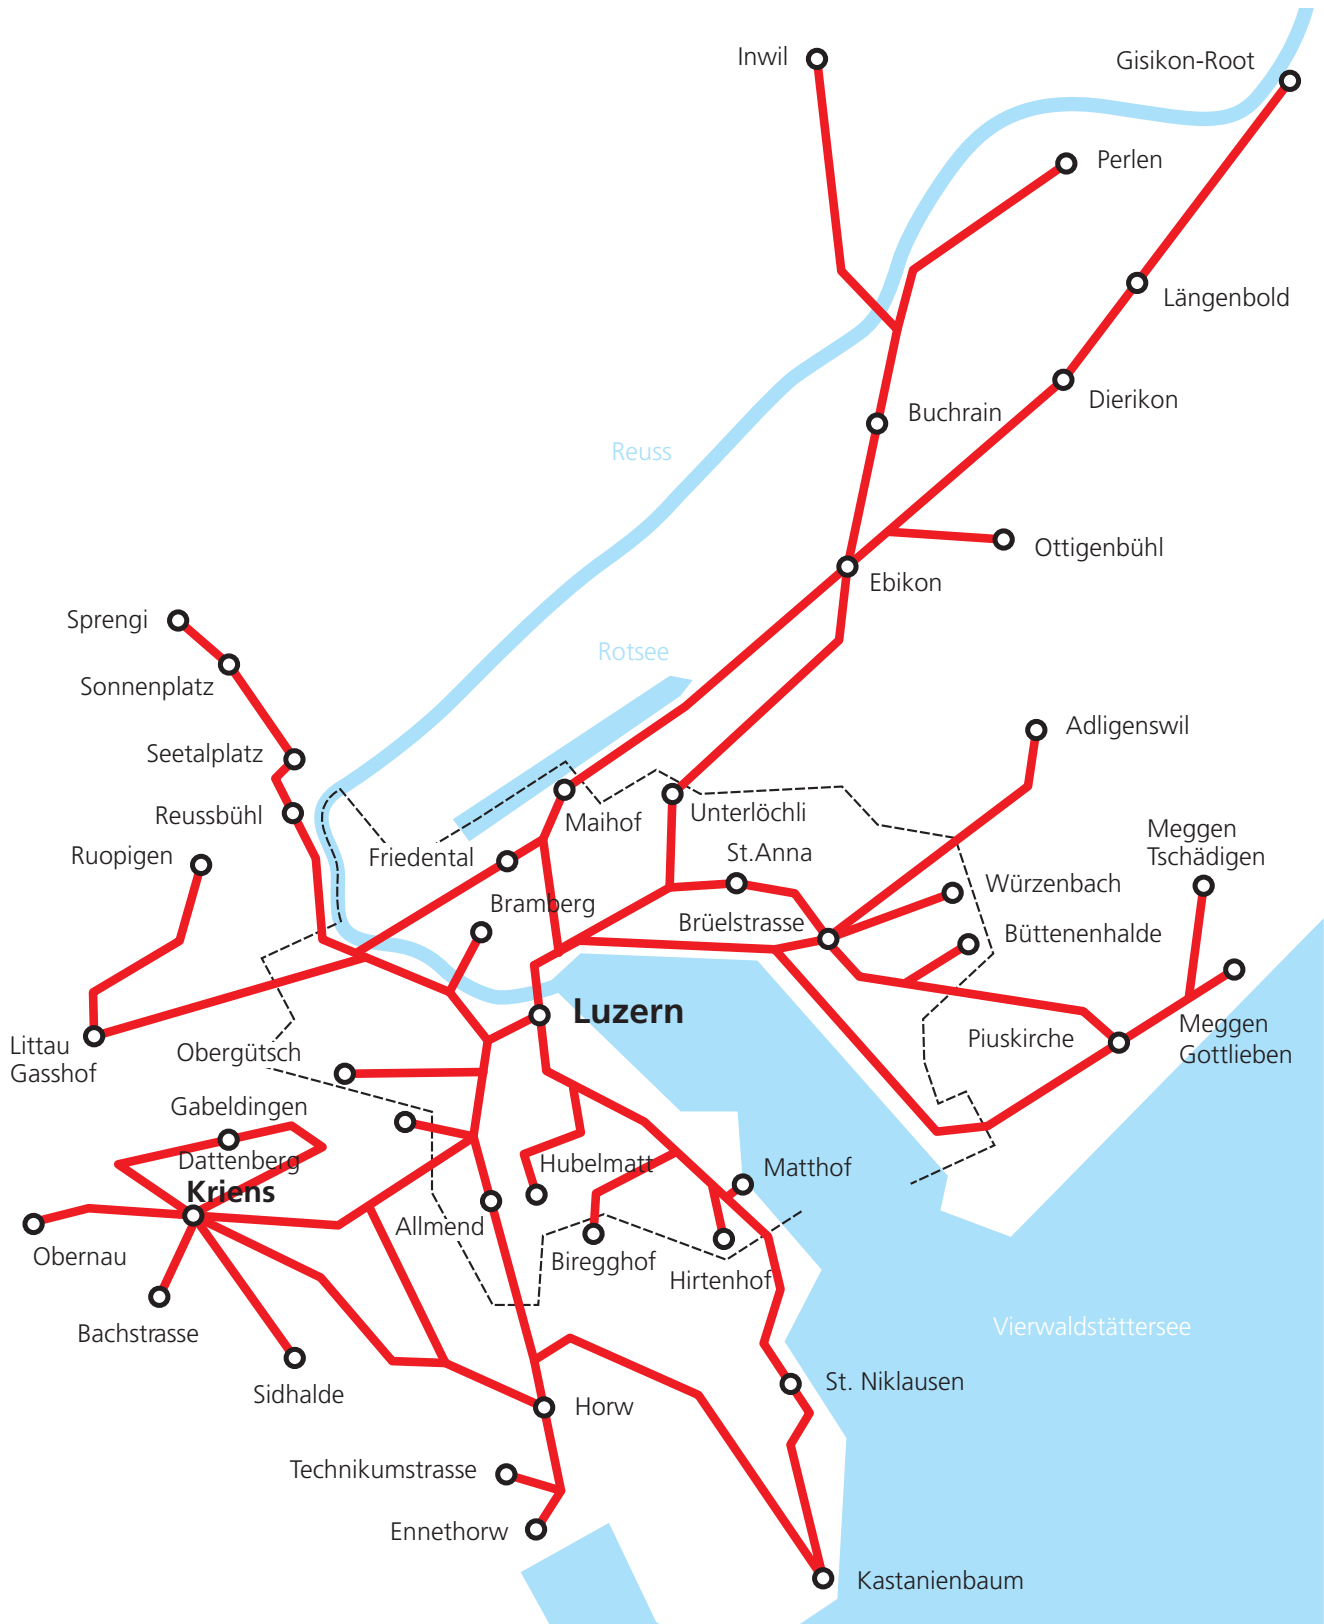 Inwil
Gisikon-Root
Perlen
Längenbold
Dierikon
Buchrain
Reuss
Ottigenbühl
Ebikon
Sprengi
Rotsee
Sonnenplatz
Adligenswil
Seetalplatz
Reussbühl
Maihof
Unterlöchli
Meggen
Tschädigen
Ruopigen
Friedental
St.Anna
Würzenbach
Bramberg
Brüelstrasse
Büttenenhalde
Luzern
Littau
Gasshof
Obergütsch
Piuskirche
Meggen
Gottlieben
Gabeldingen
Dattenberg
Hubelmatt
Matthof
Kriens
Allmend
Obernau
Biregghof
Hirtenhof
Bachstrasse
Vierwaldstättersee
Sidhalde
St. Niklausen
Horw
Technikumstrasse
Ennethorw
Kastanienbaum